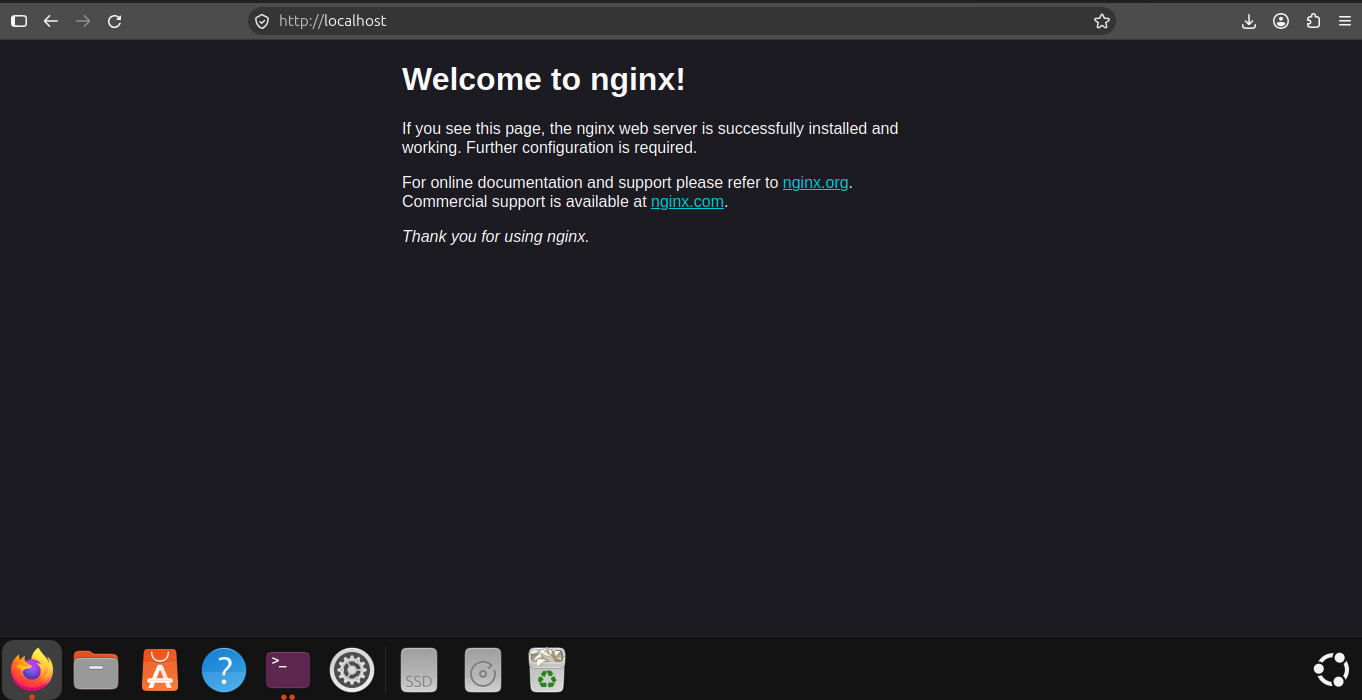 http://localhost
Welcome to nginx!
If you see this page, the nginx web server is successfully installed and
working. Further configuration is required.
For online documentation and support please refer to nginx.org.
Commercial support is available at nginx.com.
Thank you for using nginx.
A
?
>_
SSD